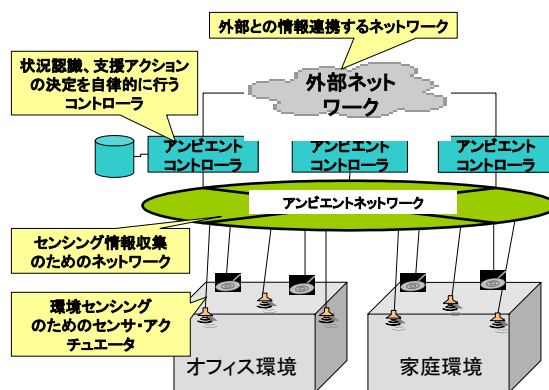 外部との情報連携するネットワーク
状況認識、支援アクション
の決定を自律的に行う
コントローラ
外部ネット
ワーク
アンビエント
コントローラ
アンビエント
コントローラ
アンビエント
コントローラ
アンビエントネットワーク
センシング情報収集
のためのネットワーク
環境センシング
のためのセンサ・アク
チュエータ
オフィス環境
家庭環境